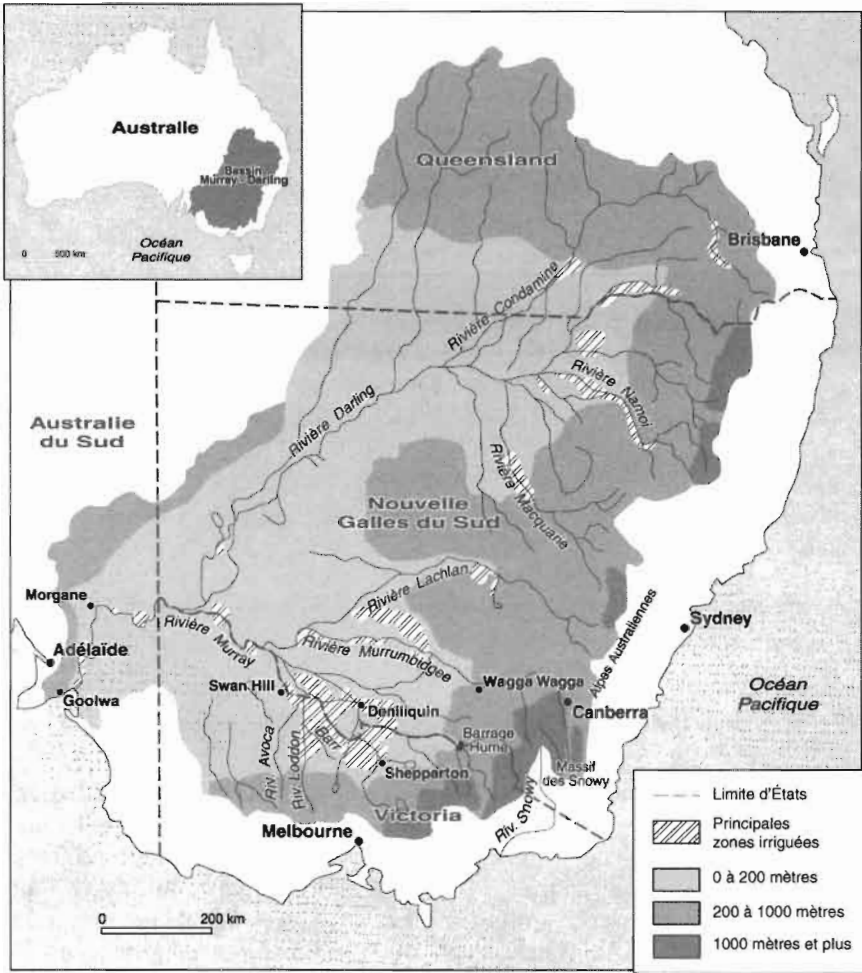 Australie
Bassin
Murray - Darling
0 500 km
Océan
Pacifique
Queensland
Brisbane
Rivière Condamine
Rivière Darling
Rivière Namoi
Australie
du Sud
Rivière Macquarie
Nouvelle
Galles du Sud
Rivière Lachlan
Morgane
Rivière Murray
Sydney
Alpes Australiennes
Adélaïde
Rivière Murrumbidgee
Swan Hill
Wagga Wagga
Océan
Pacifique
Goolwa
Deniliquin
Canberra
Riv. Avoca
Riv. Loddon
Barr
Barrage
Hume
Shepparton
Massif
des Snowy
Riv. Snowy
Victoria
Melbourne
0 200 km
Limite d'États
Principales
zones irriguées
0 à 200 mètres
200 à 1000 mètres
1000 mètres et plus